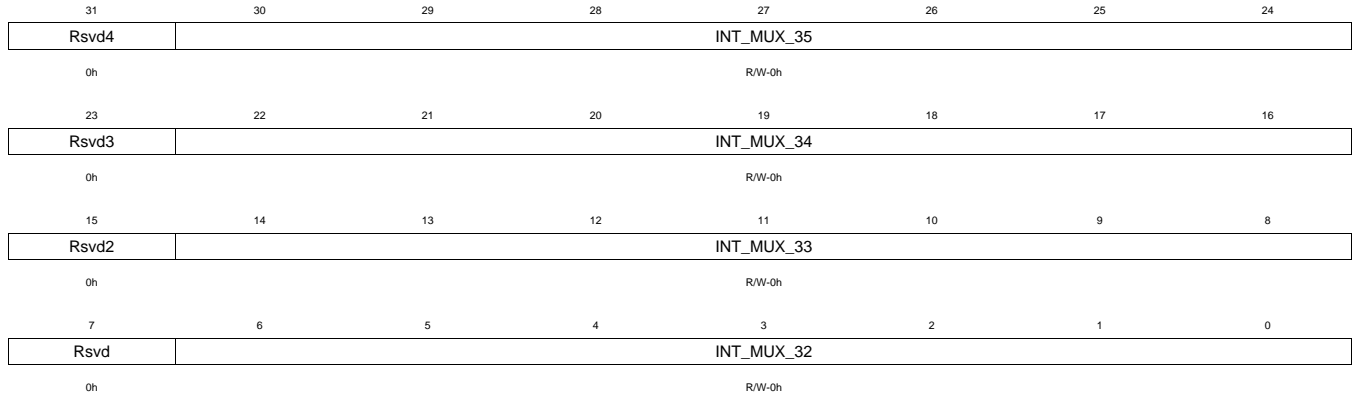 31 30 29 28 27 26 25 24
Rsvd4 INT_MUX_35
0h R/W-0h
23 22 21 20 19 18 17 16
Rsvd3 INT_MUX_34
0h R/W-0h
15 14 13 12 11 10 9 8
Rsvd2 INT_MUX_33
0h R/W-0h
7 6 5 4 3 2 1 0
Rsvd INT_MUX_32
0h R/W-0h